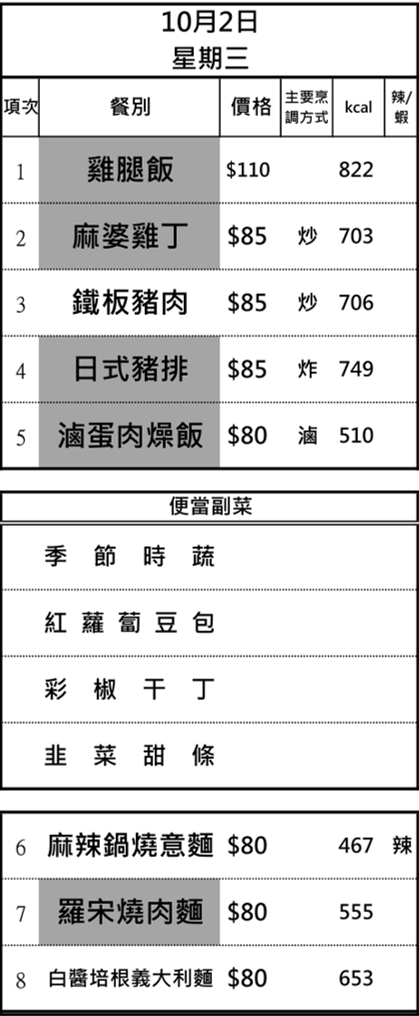 10月2日
星期三
項次 餐別 價格 主要烹調方式 kcal 辣/蝦
1 雞腿飯 $110 822
2 麻婆雞丁 $85 炒 703
3 鐵板豬肉 $85 炒 706
4 日式豬排 $85 炸 749
5 滷蛋肉燥飯 $80 滷 510
便當副菜
季節時蔬
紅蘿蔔豆包
彩椒干丁
韭菜甜條
6 麻辣鍋燒意麵 $80 467 辣
7 羅宋燒肉麵 $80 555
8 白醬培根義大利麵 $80 653